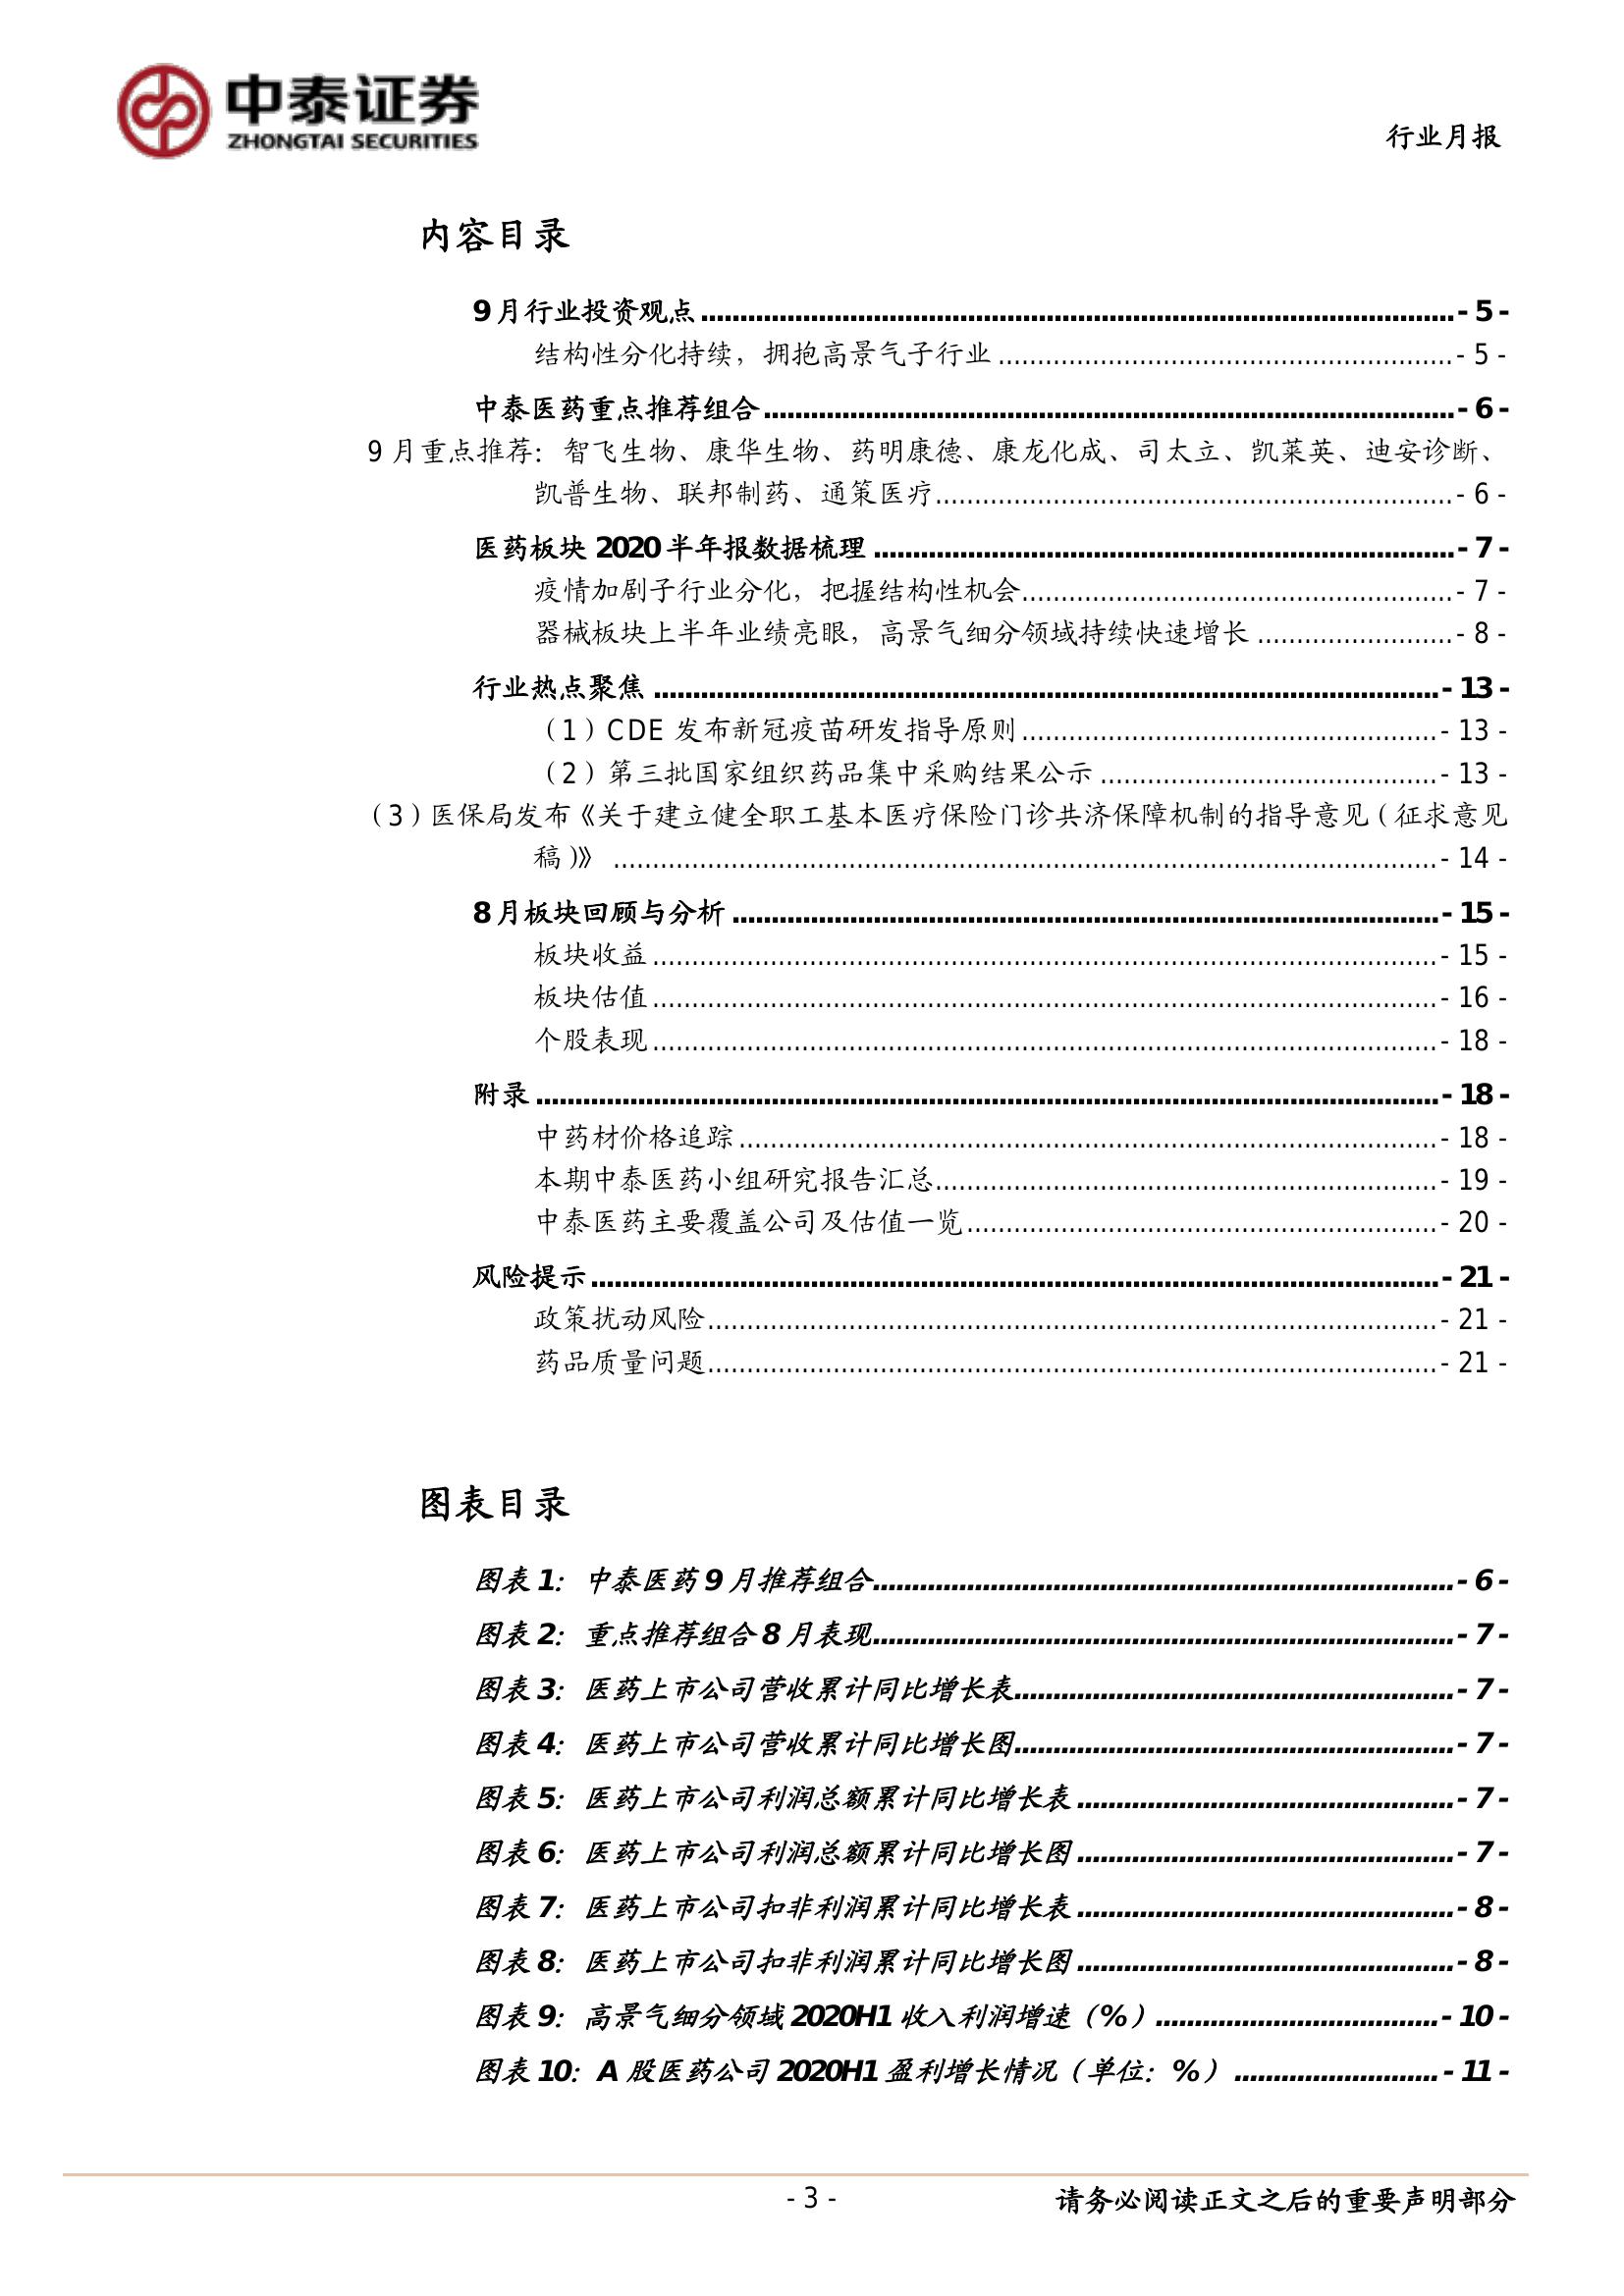 中泰证券
ZHONGTAI SECURITIES
行业月报
内容目录
9月行业投资观点 - 5 -
结构性分化持续，拥抱高景气子行业 - 5 -
中泰医药重点推荐组合 - 6 -
9 月重点推荐：智飞生物、康华生物、药明康德、康龙化成、司太立、凯莱英、迪安诊断、
凯普生物、联邦制药、通策医疗 - 6 -
医药板块 2020 半年报数据梳理 - 7 -
疫情加剧子行业分化，把握结构性机会 - 7 -
器械板块上半年业绩亮眼，高景气细分领域持续快速增长 - 8 -
行业热点聚焦 - 13 -
（1）CDE 发布新冠疫苗研发指导原则 - 13 -
（2）第三批国家组织药品集中采购结果公示 - 13 -
（3）医保局发布《关于建立健全职工基本医疗保险门诊共济保障机制的指导意见（征求意见
稿）》 - 14 -
8月板块回顾与分析 - 15 -
板块收益 - 15 -
板块估值 - 16 -
个股表现 - 18 -
附录 - 18 -
中药材价格追踪 - 18 -
本期中泰医药小组研究报告汇总 - 19 -
中泰医药主要覆盖公司及估值一览 - 20 -
风险提示 - 21 -
政策扰动风险 - 21 -
药品质量问题 - 21 -
图表目录
图表 1：中泰医药 9 月推荐组合 - 6 -
图表 2：重点推荐组合 8 月表现 - 7 -
图表 3：医药上市公司营收累计同比增长表 - 7 -
图表 4：医药上市公司营收累计同比增长图 - 7 -
图表 5：医药上市公司利润总额累计同比增长表 - 7 -
图表 6：医药上市公司利润总额累计同比增长图 - 7 -
图表 7：医药上市公司扣非利润累计同比增长表 - 8 -
图表 8：医药上市公司扣非利润累计同比增长图 - 8 -
图表 9：高景气细分领域 2020H1 收入利润增速（%） - 10 -
图表 10：A 股医药公司 2020H1 盈利增长情况（单位：%） - 11 -
- 3 -
请务必阅读正文之后的重要声明部分